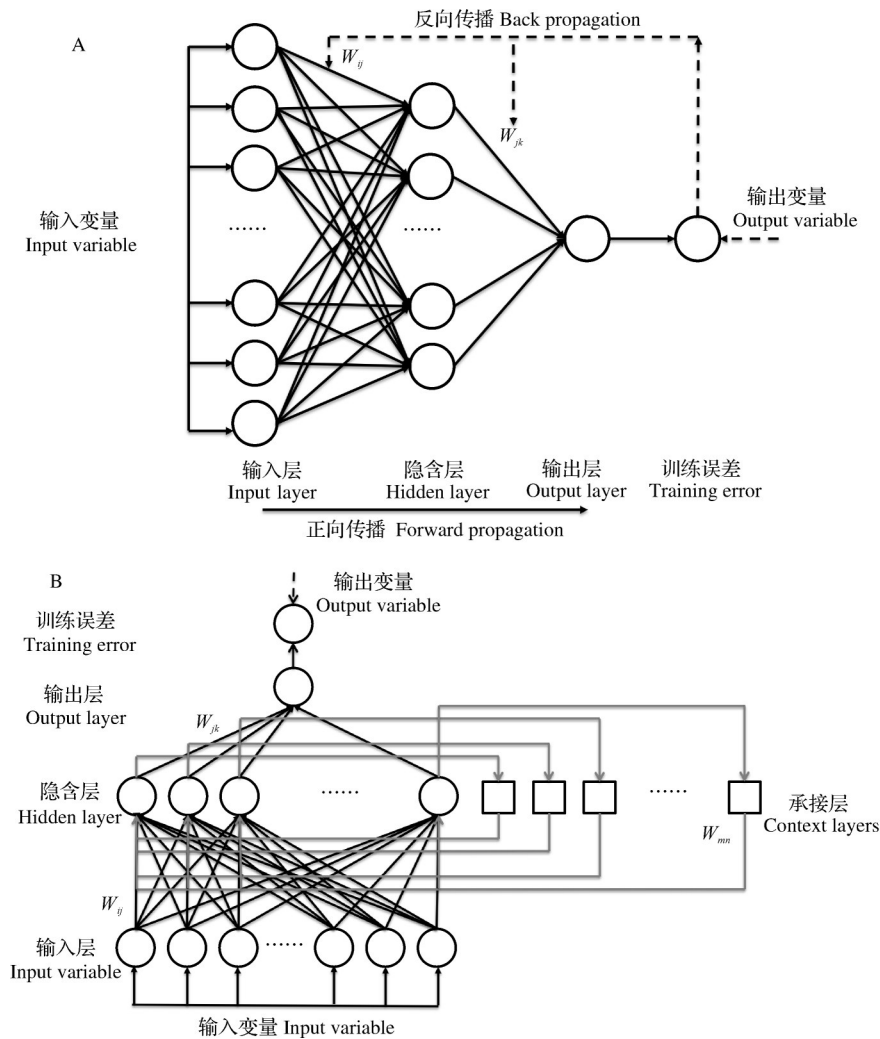 A
反向传播 Back propagation
W_ij
W_jk
输入变量
Input variable
……
……
输出变量
Output variable
输入层
Input layer
隐含层
Hidden layer
输出层
Output layer
训练误差
Training error
正向传播 Forward propagation
B
输出变量
Output variable
训练误差
Training error
输出层
Output layer
W_jk
隐含层
Hidden layer
……
……
承接层
Context layers
W_mn
W_ij
输入层
Input variable
……
输入变量 Input variable